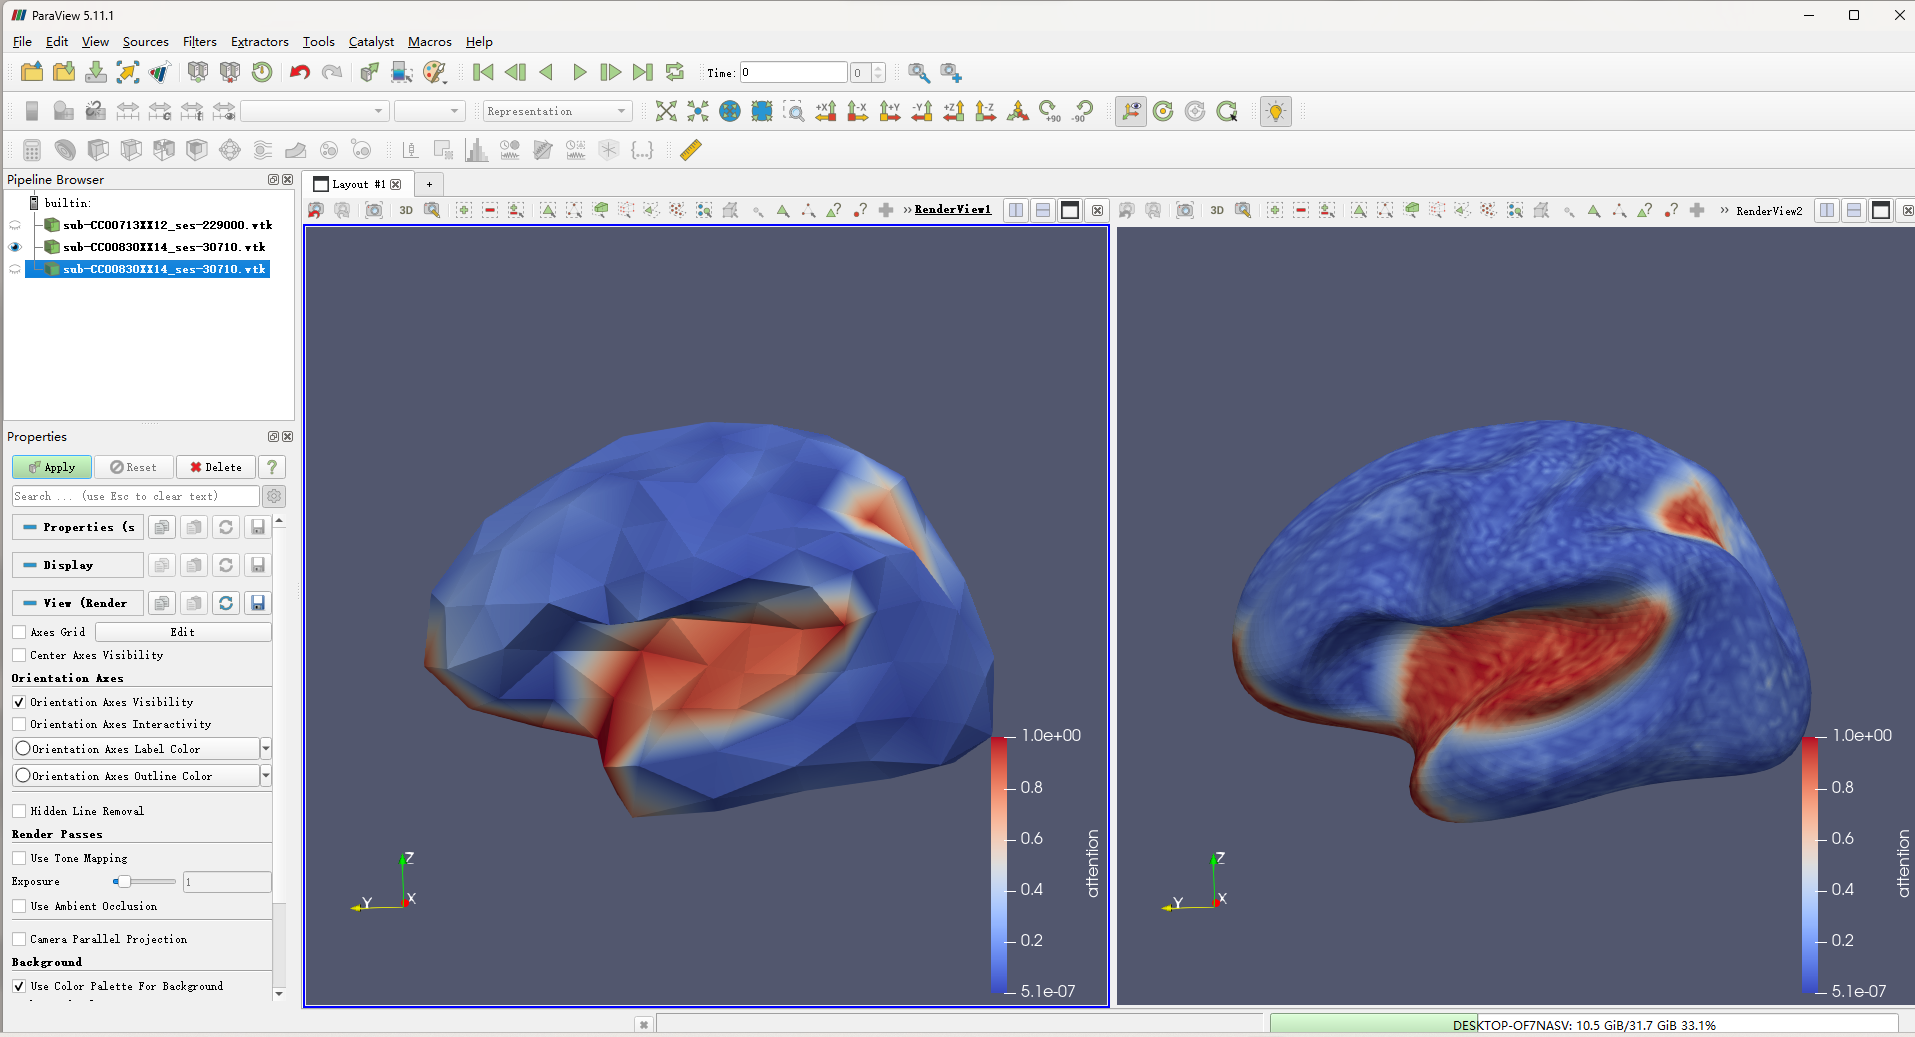 ParaView 5.11.1
File Edit View Sources Filters Extractors Tools Catalyst Macros Help
Time: 0 0
Representation
+X -X +Y -Y +Z -Z +90 -90
Pipeline Browser
Layout #1 +
builtin:
3D >> RenderView1
3D >> RenderView2
sub-CC00713XX12_ses-229000.vtk
sub-CC00830XX14_ses-30710.vtk
sub-CC00830XX14_ses-30710.vtk
Properties
Apply Reset Delete ?
Search ... (use Esc to clear text)
Properties (s
Display
View (Render
Axes Grid Edit
Center Axes Visibility
Orientation Axes
Orientation Axes Visibility
Orientation Axes Interactivity
Orientation Axes Label Color
Orientation Axes Outline Color
Hidden Line Removal
Render Passes
Use Tone Mapping
Exposure 1
Use Ambient Occlusion
Camera Parallel Projection
Background
Use Color Palette For Background
1.0e+00
0.8
0.6
0.4
0.2
5.1e-07
attention
Z
Y
X
1.0e+00
0.8
0.6
0.4
0.2
5.1e-07
attention
Z
Y
X
DESKTOP-OF7NASV: 10.5 GiB/31.7 GiB 33.1%